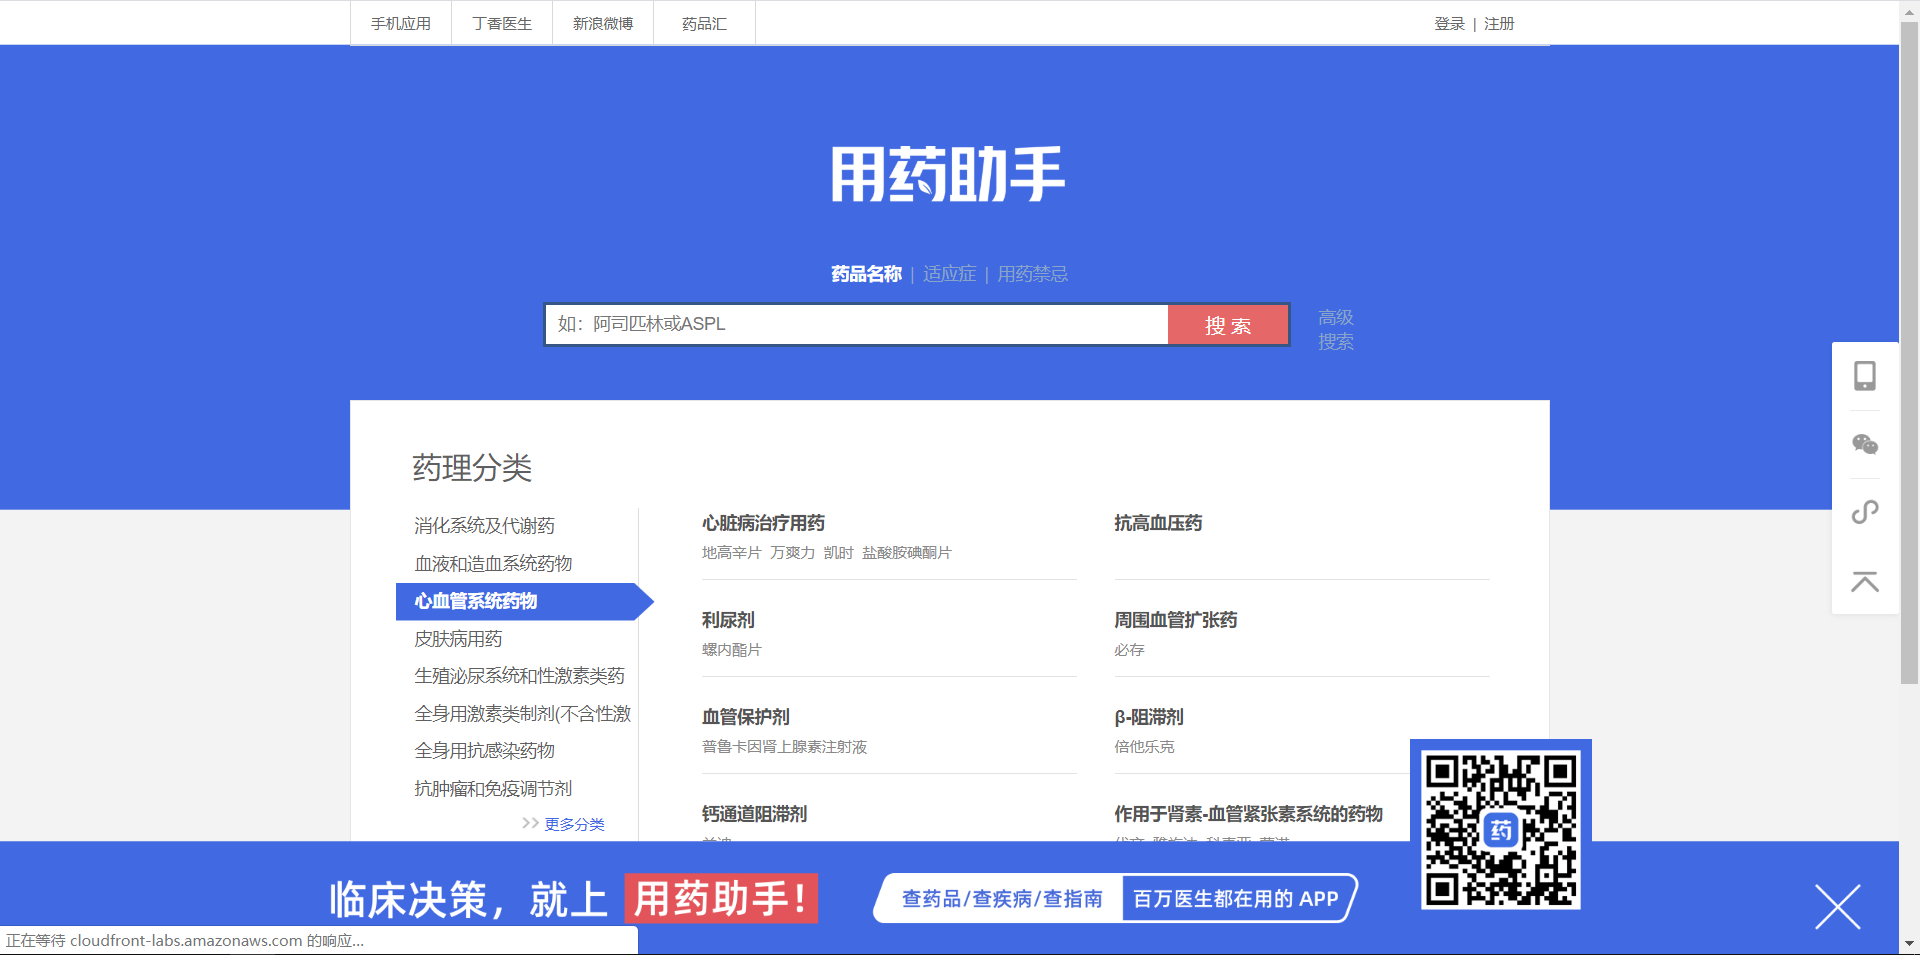 手机应用 丁香医生 新浪微博 药品汇 登录 | 注册
用药助手
药品名称 | 适应症 | 用药禁忌
如：阿司匹林或ASPL 搜 索 高级
搜索
药理分类
消化系统及代谢药
血液和造血系统药物
心血管系统药物
皮肤病用药
生殖泌尿系统和性激素类药
全身用激素类制剂(不含性激
全身用抗感染药物
抗肿瘤和免疫调节剂
>> 更多分类
心脏病治疗用药
地高辛片 万爽力 凯时 盐酸胺碘酮片
抗高血压药
利尿剂
螺内酯片
周围血管扩张药
必存
血管保护剂
普鲁卡因肾上腺素注射液
β-阻滞剂
倍他乐克
钙通道阻滞剂
作用于肾素-血管紧张素系统的药物
药
临床决策，就上 用药助手！
查药品/查疾病/查指南 百万医生都在用的 APP
正在等待 cloudfront-labs.amazonaws.com 的响应...